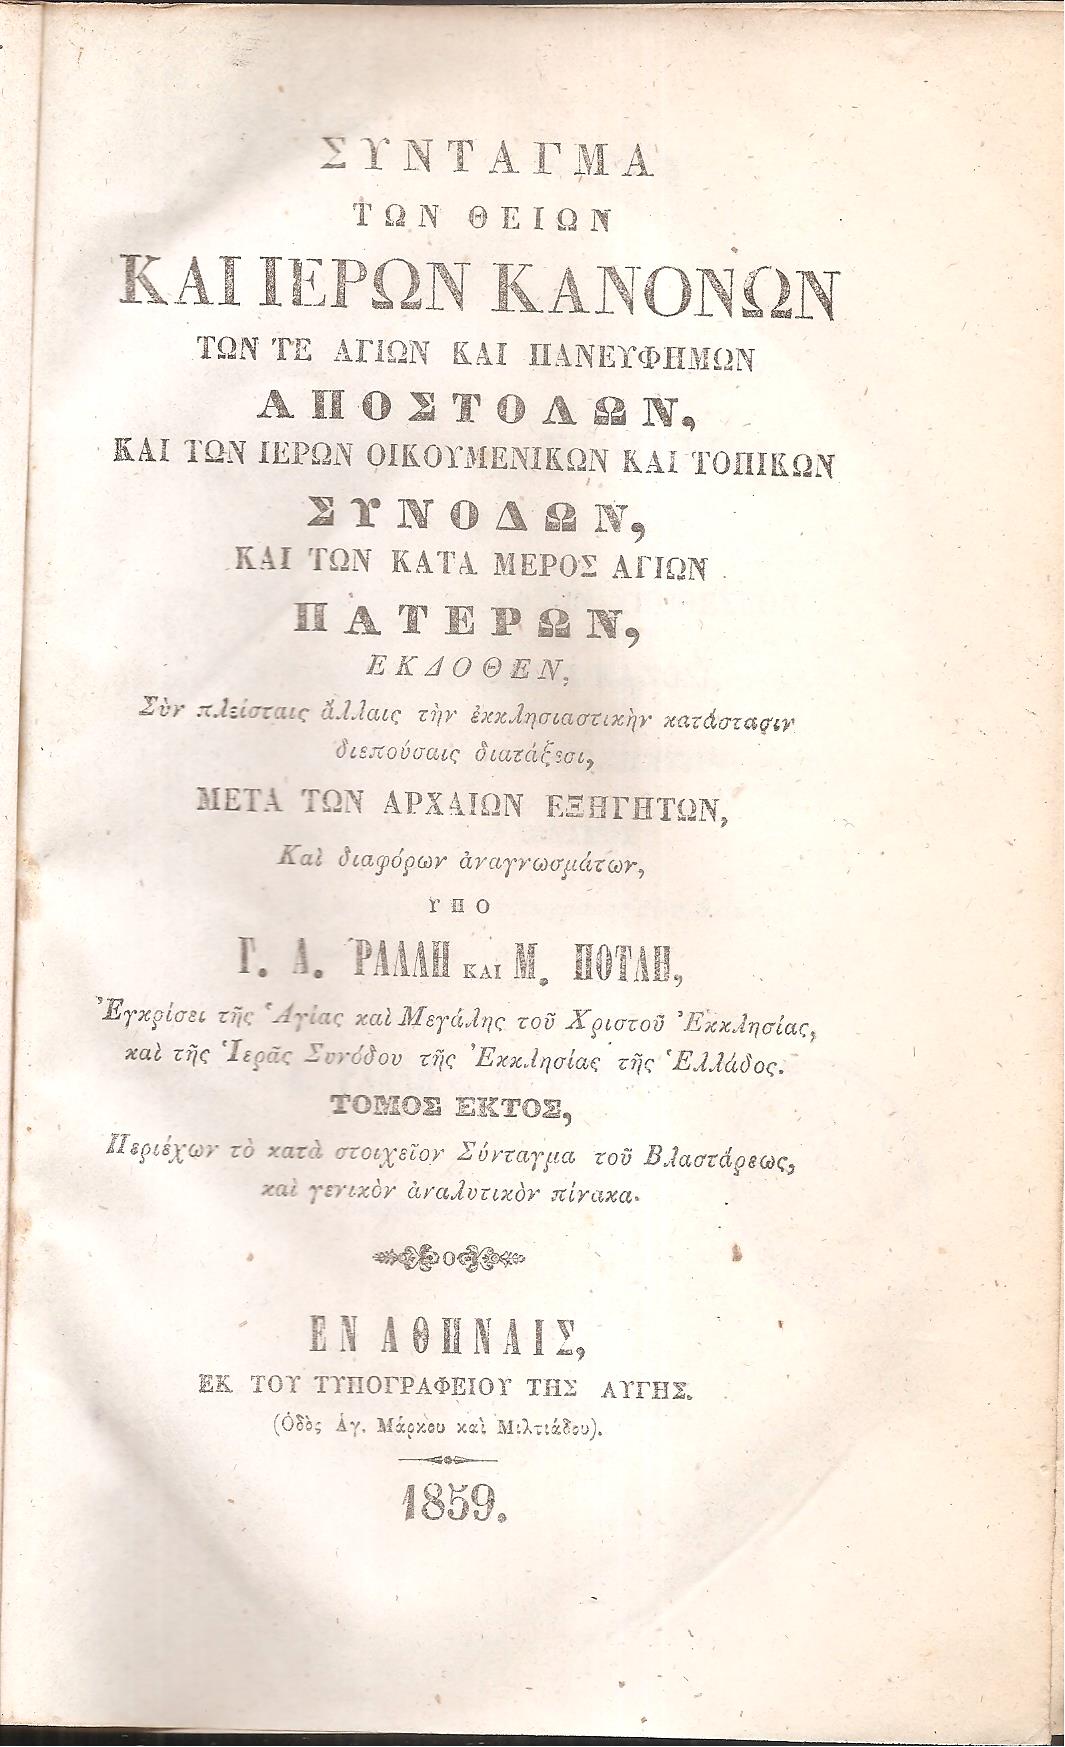 ΣΥΝΤΑΓΜΑ
ΤΩΝ ΘΕΙΩΝ
ΚΑΙ ΙΕΡΩΝ ΚΑΝΟΝΩΝ
ΤΩΝ ΤΕ ΑΓΙΩΝ ΚΑΙ ΠΑΝΕΥΦΗΜΩΝ
ΑΠΟΣΤΟΛΩΝ,
ΚΑΙ ΤΩΝ ΙΕΡΩΝ ΟΙΚΟΥΜΕΝΙΚΩΝ ΚΑΙ ΤΟΠΙΚΩΝ
ΣΥΝΟΔΩΝ,
ΚΑΙ ΤΩΝ ΚΑΤΑ ΜΕΡΟΣ ΑΓΙΩΝ
ΠΑΤΕΡΩΝ,
ΕΚΔΟΘΕΝ,
Σὺν πλείσταις ἄλλαις τὴν ἐκκλησιαστικὴν κατάστασιν
διεπούσαις διατάξεσι,
ΜΕΤΑ ΤΩΝ ΑΡΧΑΙΩΝ ΕΞΗΓΗΤΩΝ,
Καὶ διαφόρων ἀναγνωσμάτων,
ΥΠΟ
Γ. Α. ῬΑΛΛΗ ΚΑΙ Μ. ΠΟΤΛΗ,
Ἐγκρίσει τῆς Ἁγίας καὶ Μεγάλης τοῦ Χριστοῦ Ἐκκλησίας,
καὶ τῆς Ἱερᾶς Συνόδου τῆς Ἐκκλησίας τῆς Ἑλλάδος.
ΤΟΜΟΣ ΕΚΤΟΣ,
Περιέχων τὸ κατὰ στοιχεῖον Σύνταγμα τοῦ Βλαστάρεως,
καὶ γενικὸν ἀναλυτικὸν πίνακα.
ΕΝ ΑΘΗΝΑΙΣ,
ΕΚ ΤΟΥ ΤΥΠΟΓΡΑΦΕΙΟΥ ΤΗΣ ΑΥΓΗΣ.
(Ὁδὸς Ἁγ. Μάρκου καὶ Μιλτιάδου).
1859.